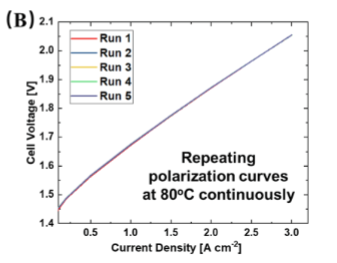 (B)
2.1
2.0
1.9
1.8
1.7
1.6
1.5
1.4
Cell Voltage [V]
Run 1
Run 2
Run 3
Run 4
Run 5
Repeating
polarization curves
at 80°C continuously
0.5 1.0 1.5 2.0 2.5 3.0
Current Density [A cm⁻²]